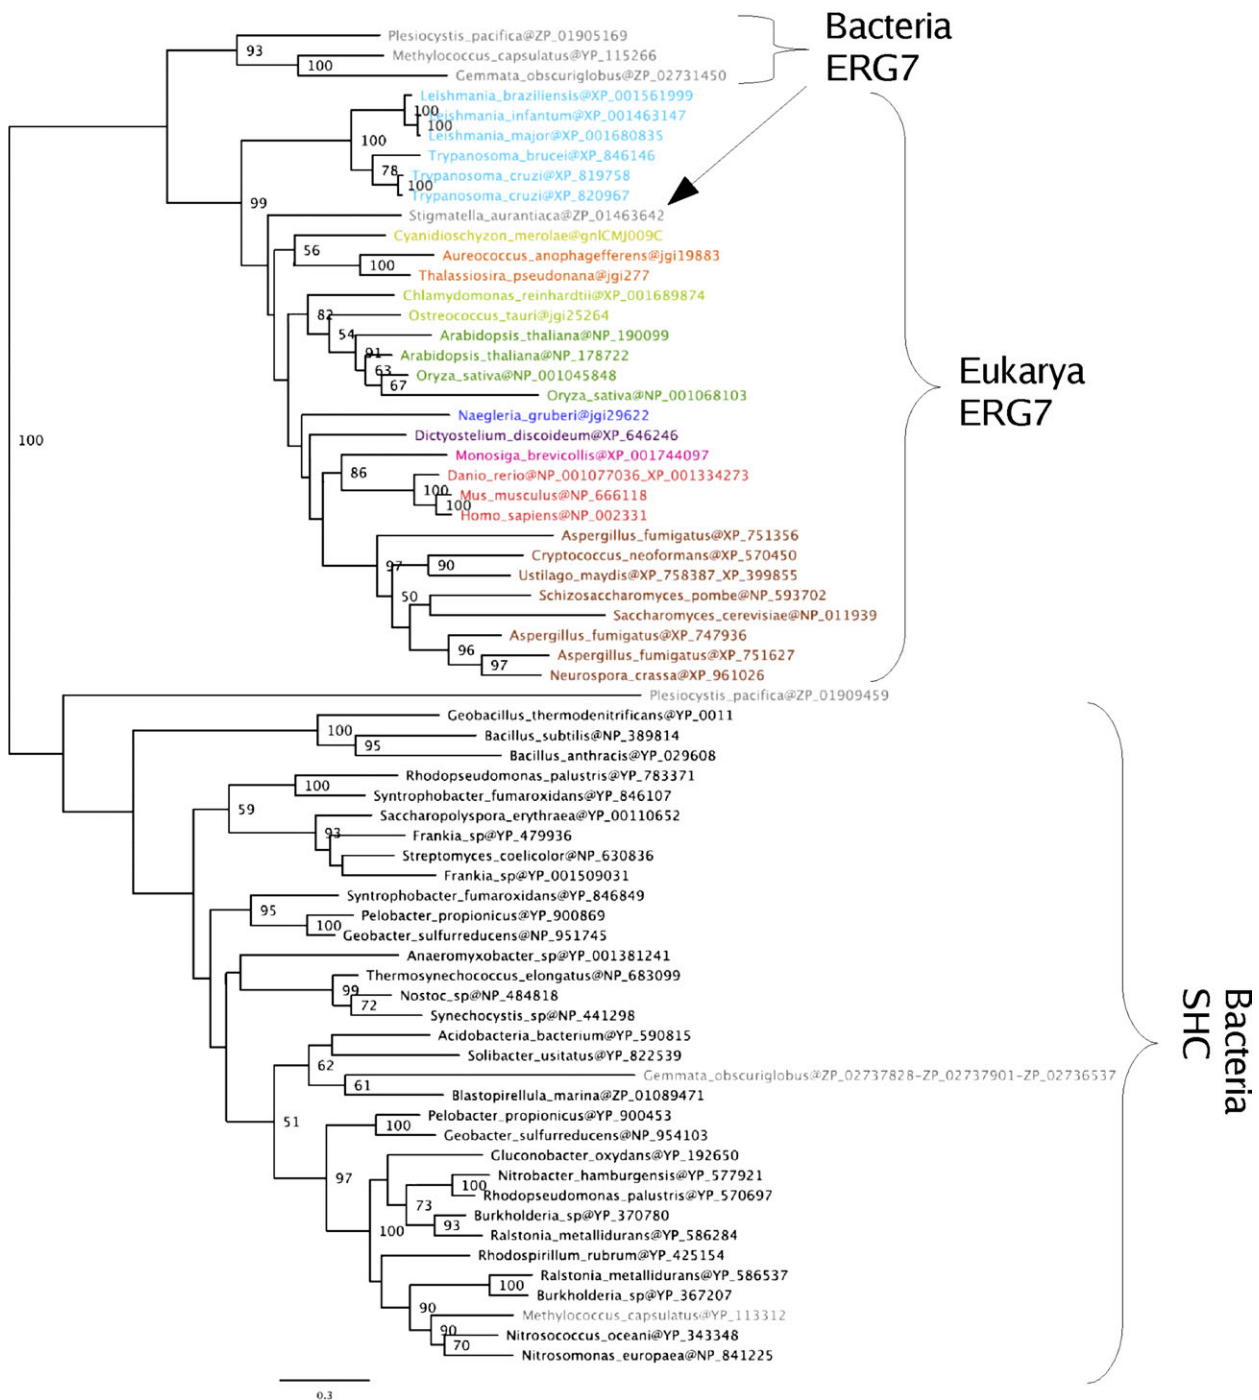 Bacteria
ERG7
Plesiocystis_pacifica@ZP_01905169
93
Methylococcus_capsulatus@YP_115266
100
Gemmata_obscuriglobus@ZP_02731450
Leishmania_braziliensis@XP_001561999
100
Leishmania_infantum@XP_001463147
100
Leishmania_major@XP_001680835
100
Trypanosoma_brucei@XP_846146
78
Trypanosoma_cruzi@XP_819758
100
Trypanosoma_cruzi@XP_820967
99
Stigmatella_aurantiaca@ZP_01463642
Cyanidioschyzon_merolae@gnlCMJ009C
56
Aureococcus_anophagefferens@jgi19883
100
Thalassiosira_pseudonana@jgi277
Chlamydomonas_reinhardtii@XP_001689874
82
Ostreococcus_tauri@jgi25264
54
Arabidopsis_thaliana@NP_190099
91
Arabidopsis_thaliana@NP_178722
63
Oryza_sativa@NP_001045848
67
Oryza_sativa@NP_001068103
Eukarya
ERG7
Naegleria_gruberi@jgi29622
100
Dictyostelium_discoideum@XP_646246
Monosiga_brevicollis@XP_001744097
86
Danio_rerio@NP_001077036_XP_001334273
100
Mus_musculus@NP_666118
100
Homo_sapiens@NP_002331
Aspergillus_fumigatus@XP_751356
97
Cryptococcus_neoformans@XP_570450
90
Ustilago_maydis@XP_758387_XP_399855
50
Schizosaccharomyces_pombe@NP_593702
Saccharomyces_cerevisiae@NP_011939
Aspergillus_fumigatus@XP_747936
96
Aspergillus_fumigatus@XP_751627
97
Neurospora_crassa@XP_961026
Plesiocystis_pacifica@ZP_01909459
Geobacillus_thermodenitrificans@YP_0011
100
Bacillus_subtilis@NP_389814
95
Bacillus_anthracis@YP_029608
Rhodopseudomonas_palustris@YP_783371
100
Syntrophobacter_fumaroxidans@YP_846107
59
Saccharopolyspora_erythraea@YP_00110652
93
Frankia_sp@YP_479936
Streptomyces_coelicolor@NP_630836
Frankia_sp@YP_001509031
Syntrophobacter_fumaroxidans@YP_846849
95
Pelobacter_propionicus@YP_900869
100
Geobacter_sulfurreducens@NP_951745
Anaeromyxobacter_sp@YP_001381241
Thermosynechococcus_elongatus@NP_683099
99
Nostoc_sp@NP_484818
72
Synechocystis_sp@NP_441298
Bacteria
SHC
Acidobacteria_bacterium@YP_590815
62
Solibacter_usitatus@YP_822539
Gemmata_obscuriglobus@ZP_02737828-ZP_02737901-ZP_02736537
61
Blastopirellula_marina@ZP_01089471
51
Pelobacter_propionicus@YP_900453
100
Geobacter_sulfurreducens@NP_954103
Gluconobacter_oxydans@YP_192650
97
Nitrobacter_hamburgensis@YP_577921
100
Rhodopseudomonas_palustris@YP_570697
73
Burkholderia_sp@YP_370780
93
Ralstonia_metallidurans@YP_586284
100
Rhodospirillum_rubrum@YP_425154
Ralstonia_metallidurans@YP_586537
100
Burkholderia_sp@YP_367207
90
Methylococcus_capsulatus@YP_113312
90
Nitrosococcus_oceani@YP_343348
70
Nitrosomonas_europaea@NP_841225
0.3